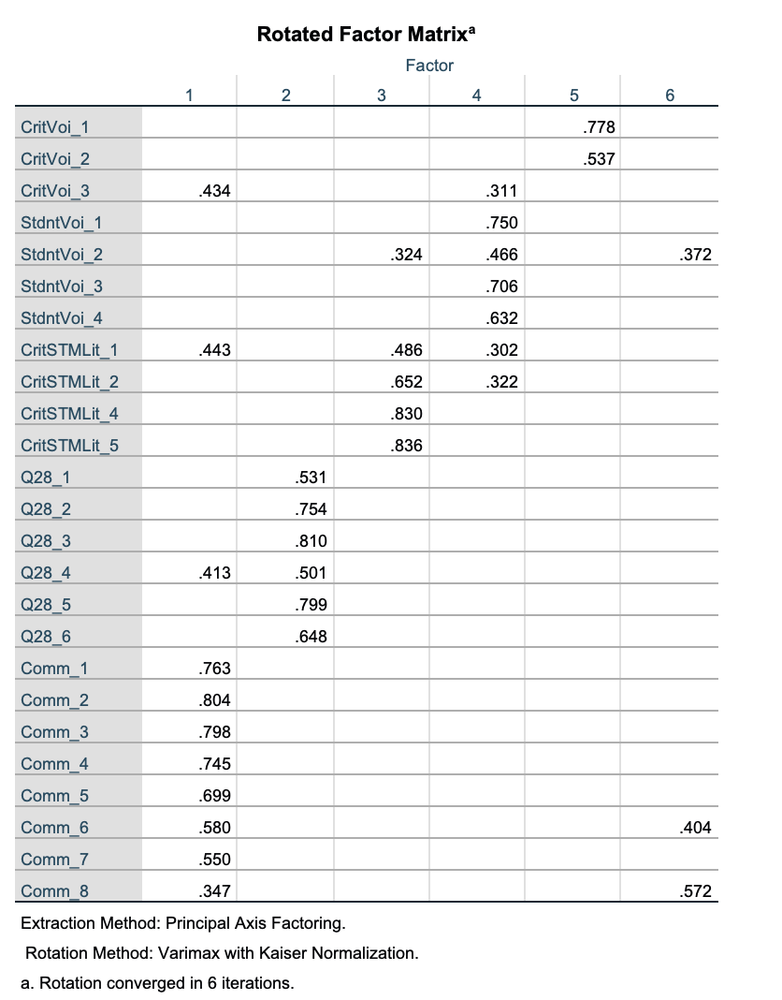 Rotated Factor Matrixᵃ
Factor
1 2 3 4 5 6
CritVoi_1 .778
CritVoi_2 .537
CritVoi_3 .434 .311
StdntVoi_1 .750
StdntVoi_2 .324 .466 .372
StdntVoi_3 .706
StdntVoi_4 .632
CritSTMLit_1 .443 .486 .302
CritSTMLit_2 .652 .322
CritSTMLit_4 .830
CritSTMLit_5 .836
Q28_1 .531
Q28_2 .754
Q28_3 .810
Q28_4 .413 .501
Q28_5 .799
Q28_6 .648
Comm_1 .763
Comm_2 .804
Comm_3 .798
Comm_4 .745
Comm_5 .699
Comm_6 .580 .404
Comm_7 .550
Comm_8 .347 .572
Extraction Method: Principal Axis Factoring.
Rotation Method: Varimax with Kaiser Normalization.
a. Rotation converged in 6 iterations.